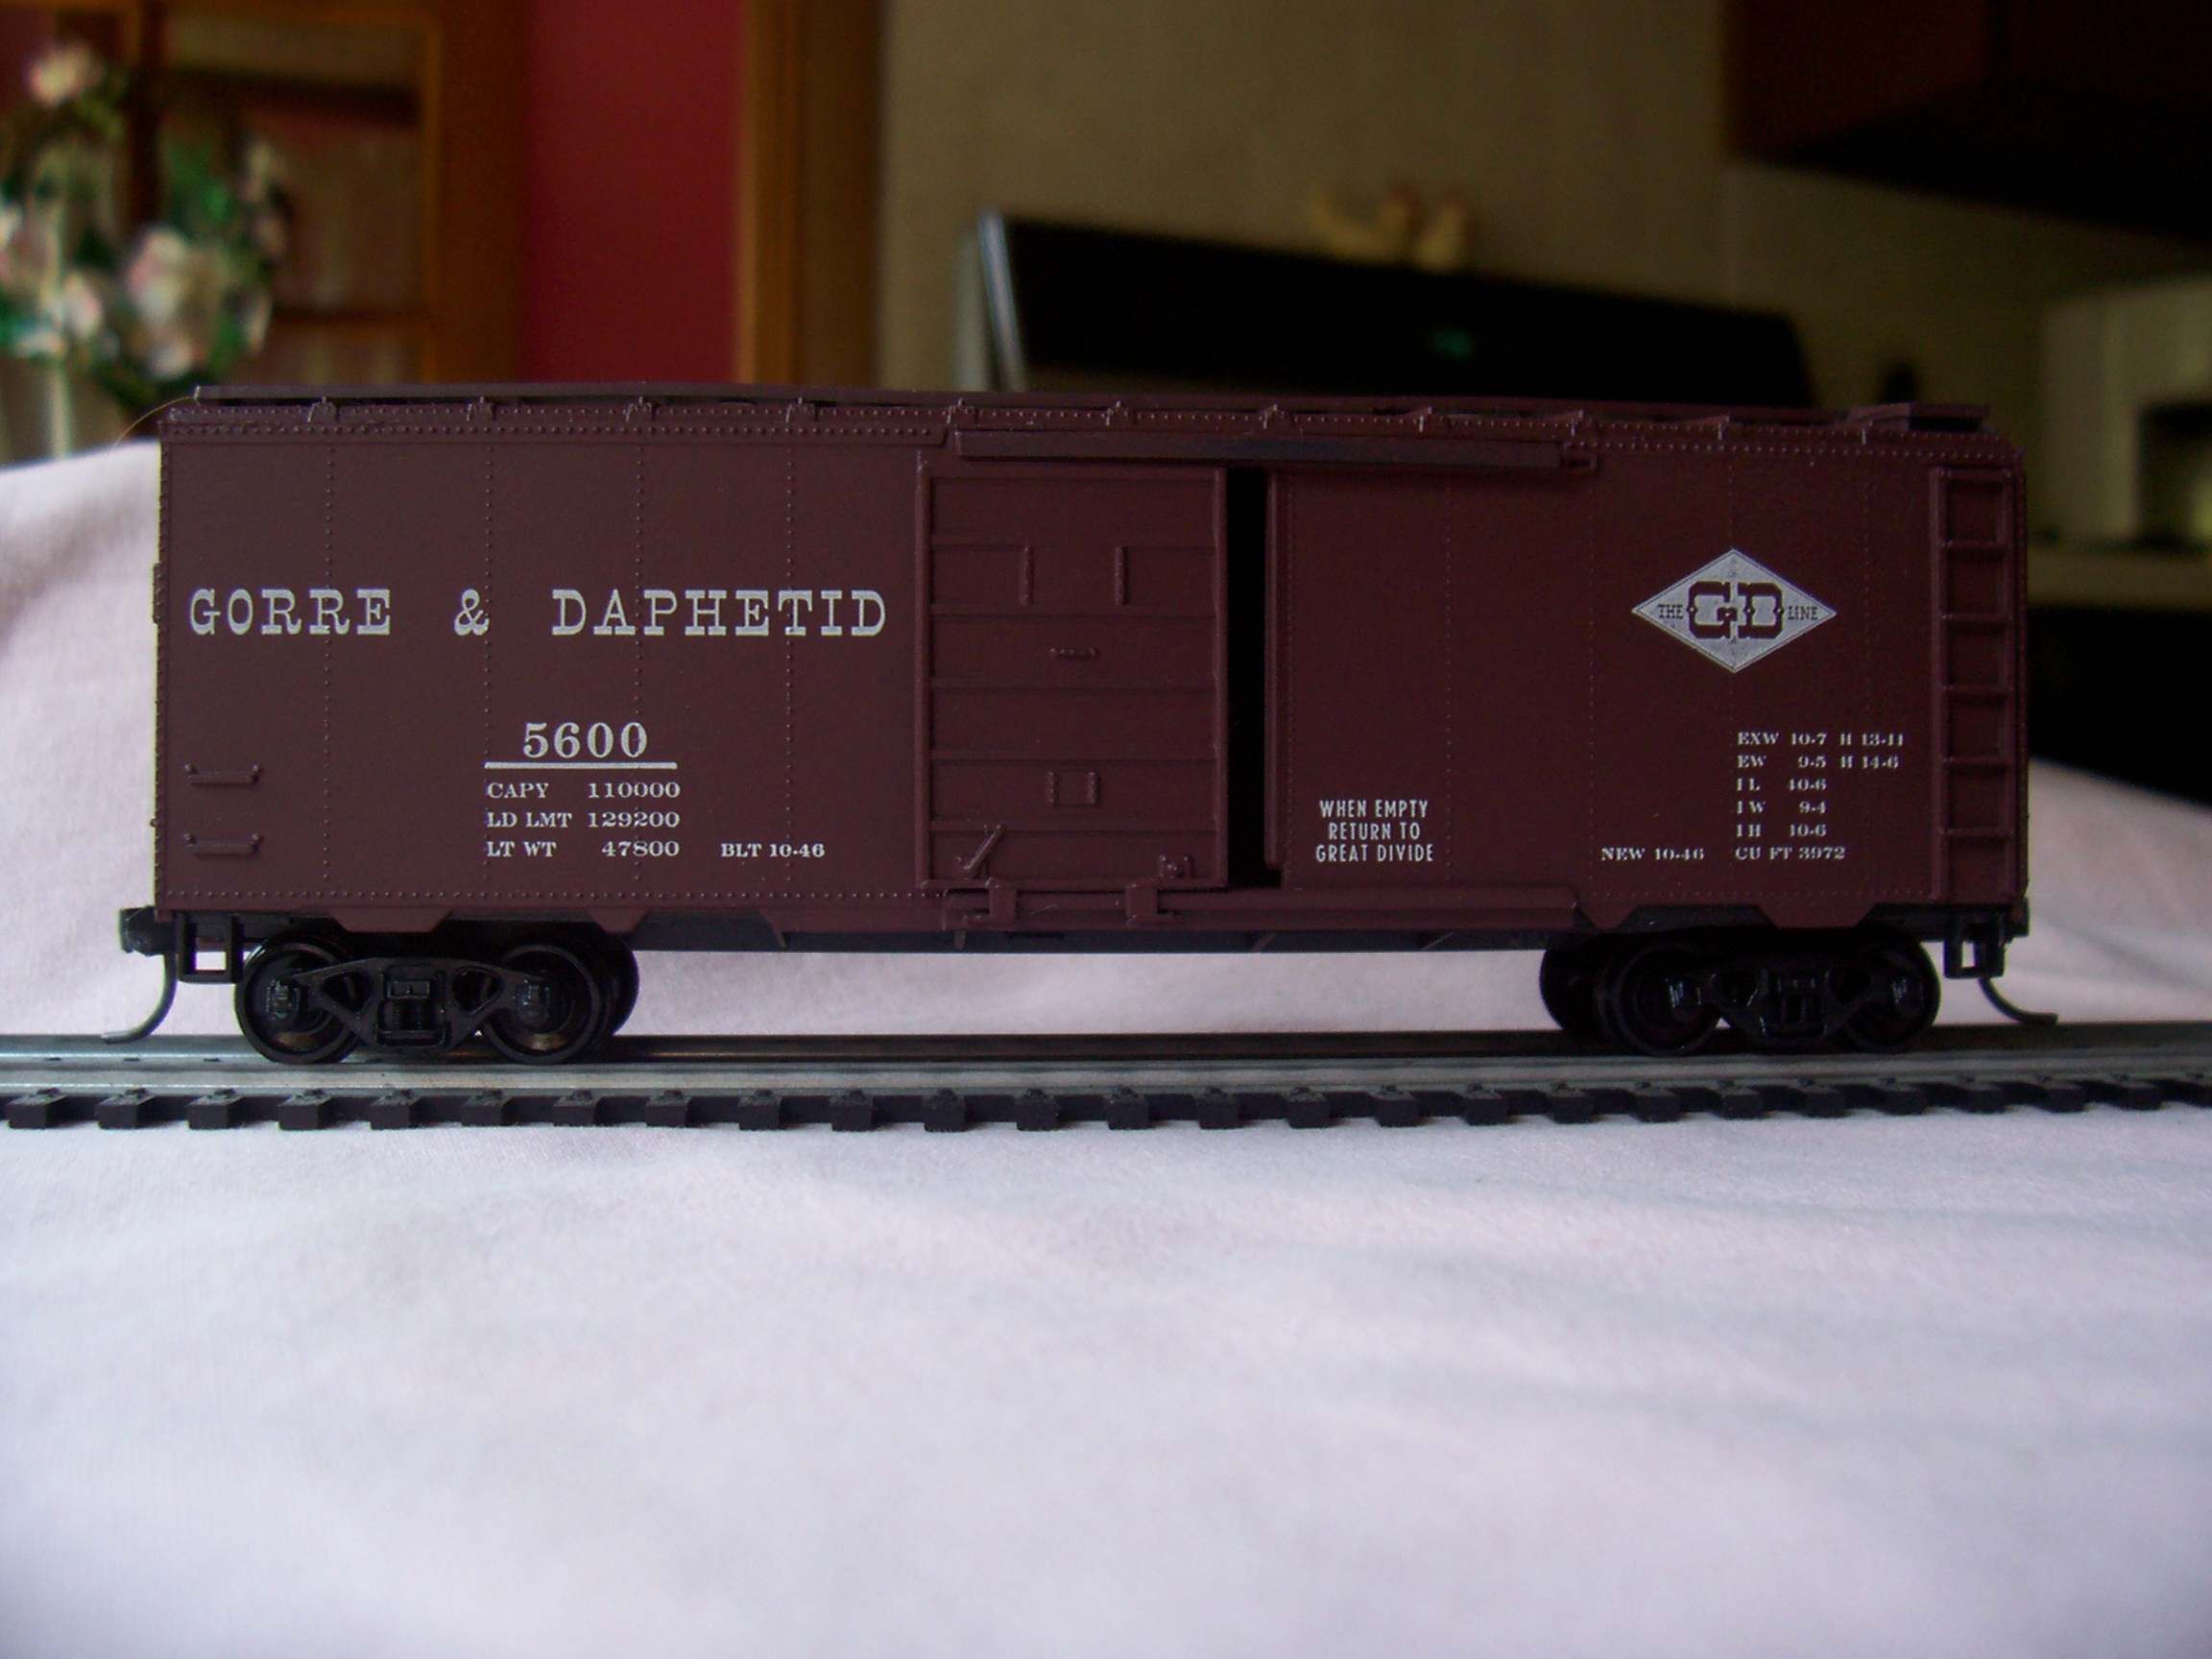 GORRE & DAPHETID
5600
CAPY 110000
LD LMT 129200
LT WT 47800 BLT 10-46
WHEN EMPTY
RETURN TO
GREAT DIVIDE
THE G&D LINE
EXW 10-7 H 13-11
EW 9-5 H 14-6
IL 40-6
IW 9-4
IH 10-6
NEW 10-46 CU FT 3972